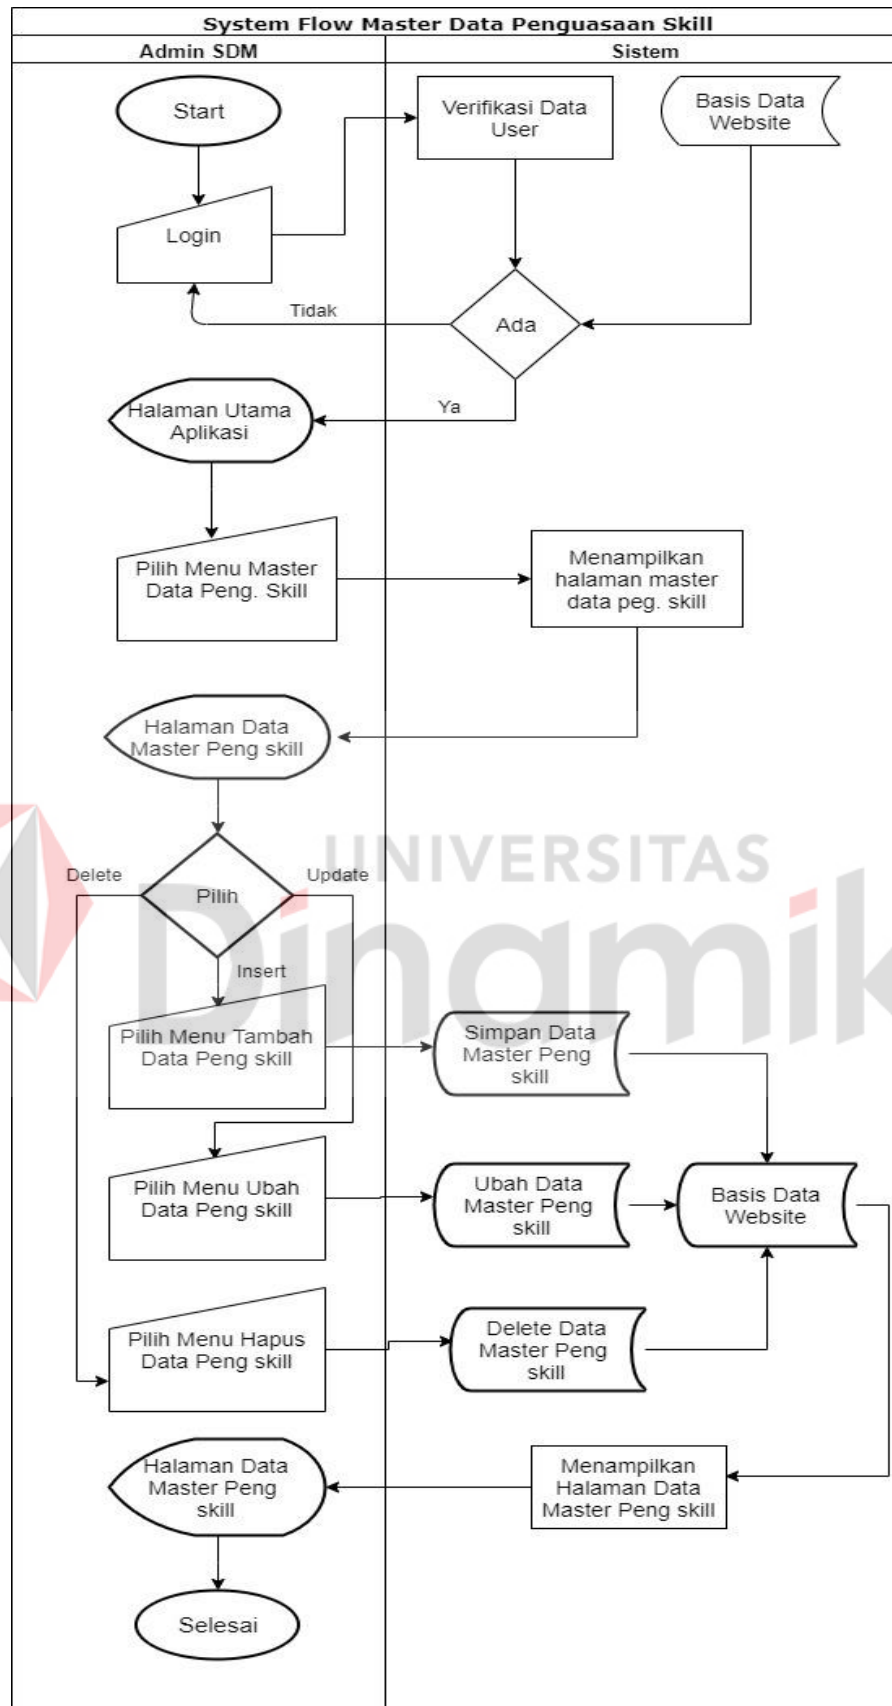 System Flow Master Data Penguasaan Skill
Admin SDM
Sistem
Start
Verifikasi Data
User
Basis Data
Website
Login
Tidak
Ada
Ya
Halaman Utama
Aplikasi
Pilih Menu Master
Data Peng. Skill
Menampilkan
halaman master
data peg. skill
Halaman Data
Master Peng skill
UNIVERSITAS
Dinamik
Delete
Pilih
Update
Insert
Pilih Menu Tambah
Data Peng skill
Simpan Data
Master Peng
skill
Pilih Menu Ubah
Data Peng skill
Ubah Data
Master Peng
skill
Basis Data
Website
Pilih Menu Hapus
Data Peng skill
Delete Data
Master Peng
skill
Halaman Data
Master Peng
skill
Menampilkan
Halaman Data
Master Peng skill
Selesai